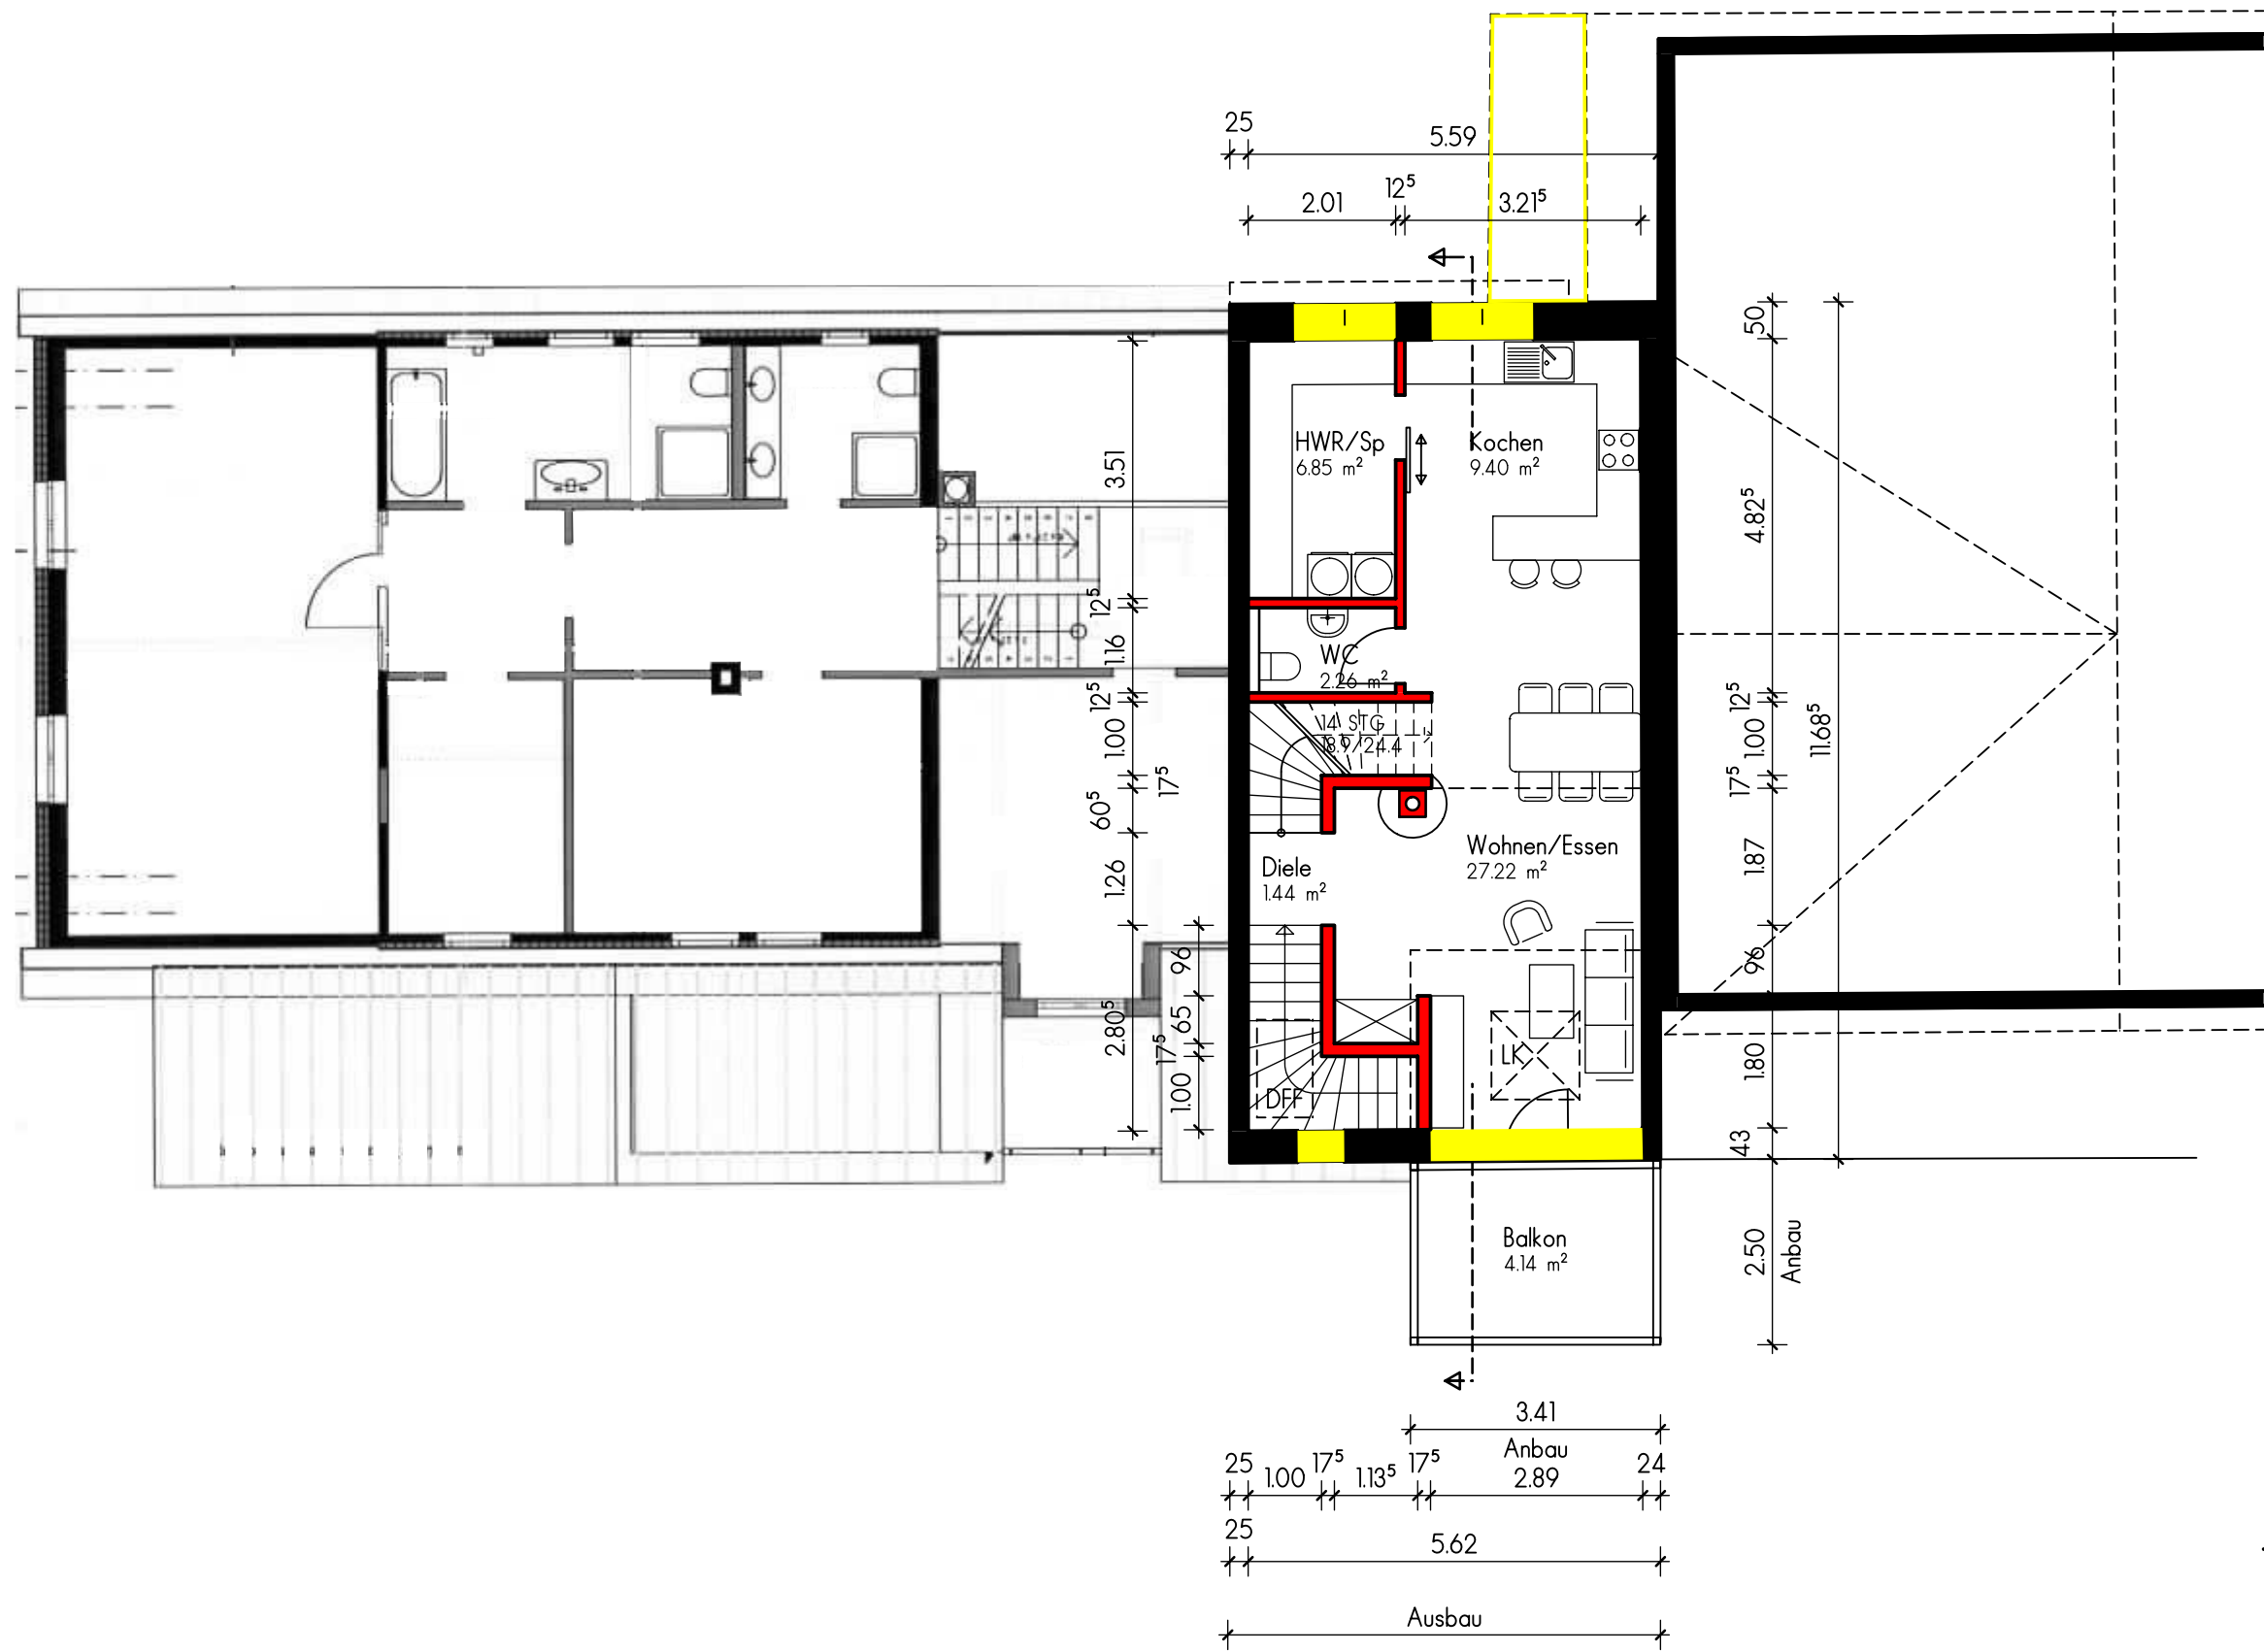 25
5.59
2.01
12⁵
3.21⁵
50
HWR/Sp
6.85 m²
Kochen
9.40 m²
3.51
4.82⁵
12⁵
1.16
WC
2.26 m²
12⁵
12⁵
14 STG
18.9/24.4
1.00
1.00
11.68⁵
17⁵
17⁵
60⁵
Wohnen/Essen
27.22 m²
Diele
1.44 m²
1.26
1.87
96
96
2.80⁵
65
17⁵
LK
1.80
1.00
DFF
43
Balkon
4.14 m²
2.50
Anbau
3.41
Anbau
25
1.00
17⁵
1.13⁵
17⁵
2.89
24
25
5.62
Ausbau